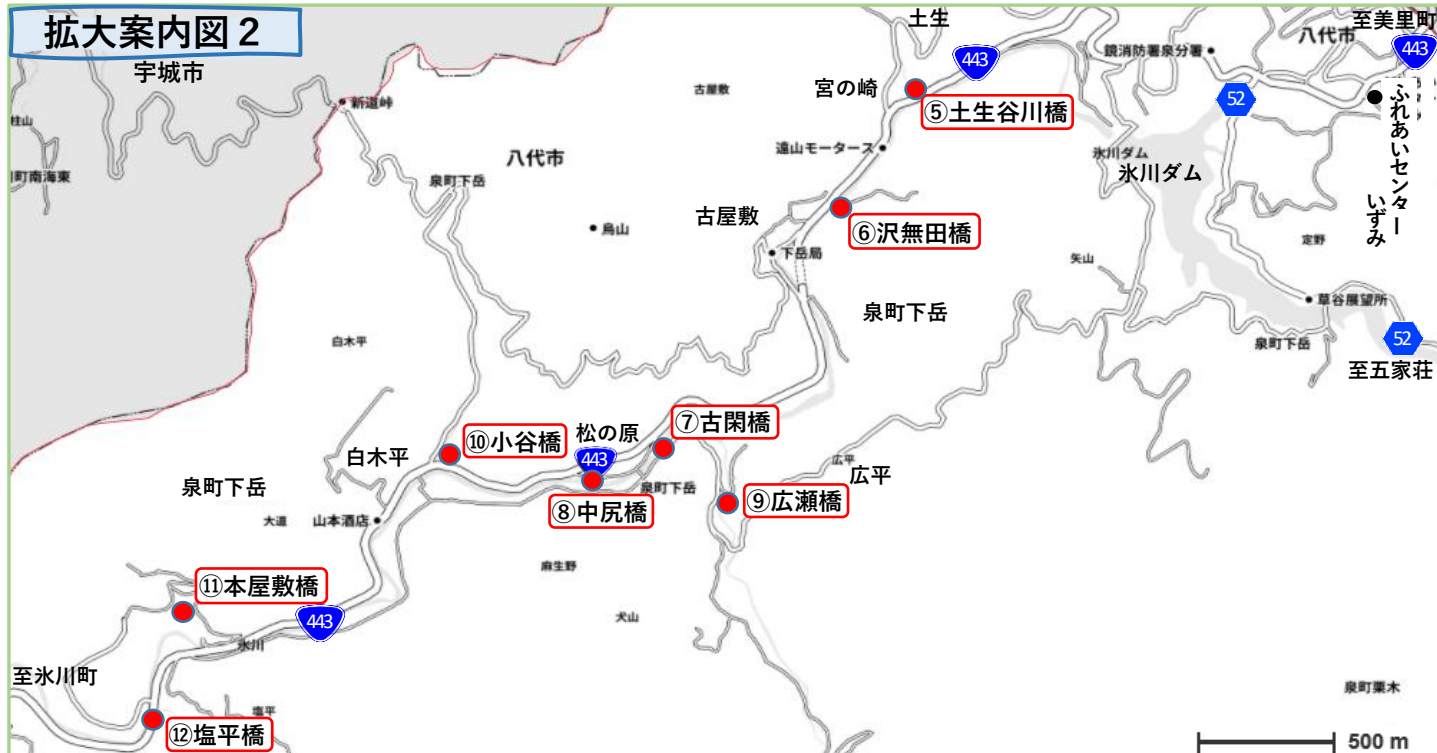 拡大案内図２
宇城市
新道峠
柱山
町南海東
八代市
泉町下岳
烏山
古屋敷
土生
宮の崎
443
⑤土生谷川橋
遠山モータース
鏡消防署泉分署
八代市
至美里町
443
52
ふれあいセンター
いずみ
氷川ダム
氷川ダム
古屋敷
⑥沢無田橋
下岳局
定野
矢山
泉町下岳
草谷展望所
泉町下岳
52
至五家荘
白木平
⑩小谷橋
松の原
443
⑦古閑橋
白木平
泉町下岳
泉町下岳
⑧中尻橋
⑨広瀬橋
広平
広平
大道
山本酒店
麻生野
犬山
⑪本屋敷橋
443
氷川
至氷川町
塩平
⑫塩平橋
泉町栗木
500 m